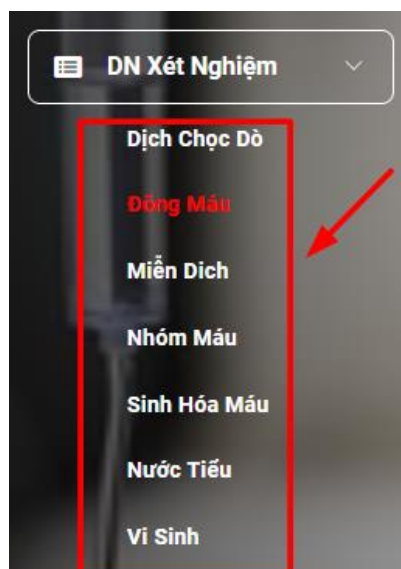 DN Xét Nghiệm
Dịch Chọc Dò
Đông Máu
Miễn Dich
Nhóm Máu
Sinh Hóa Máu
Nước Tiểu
Vi Sinh